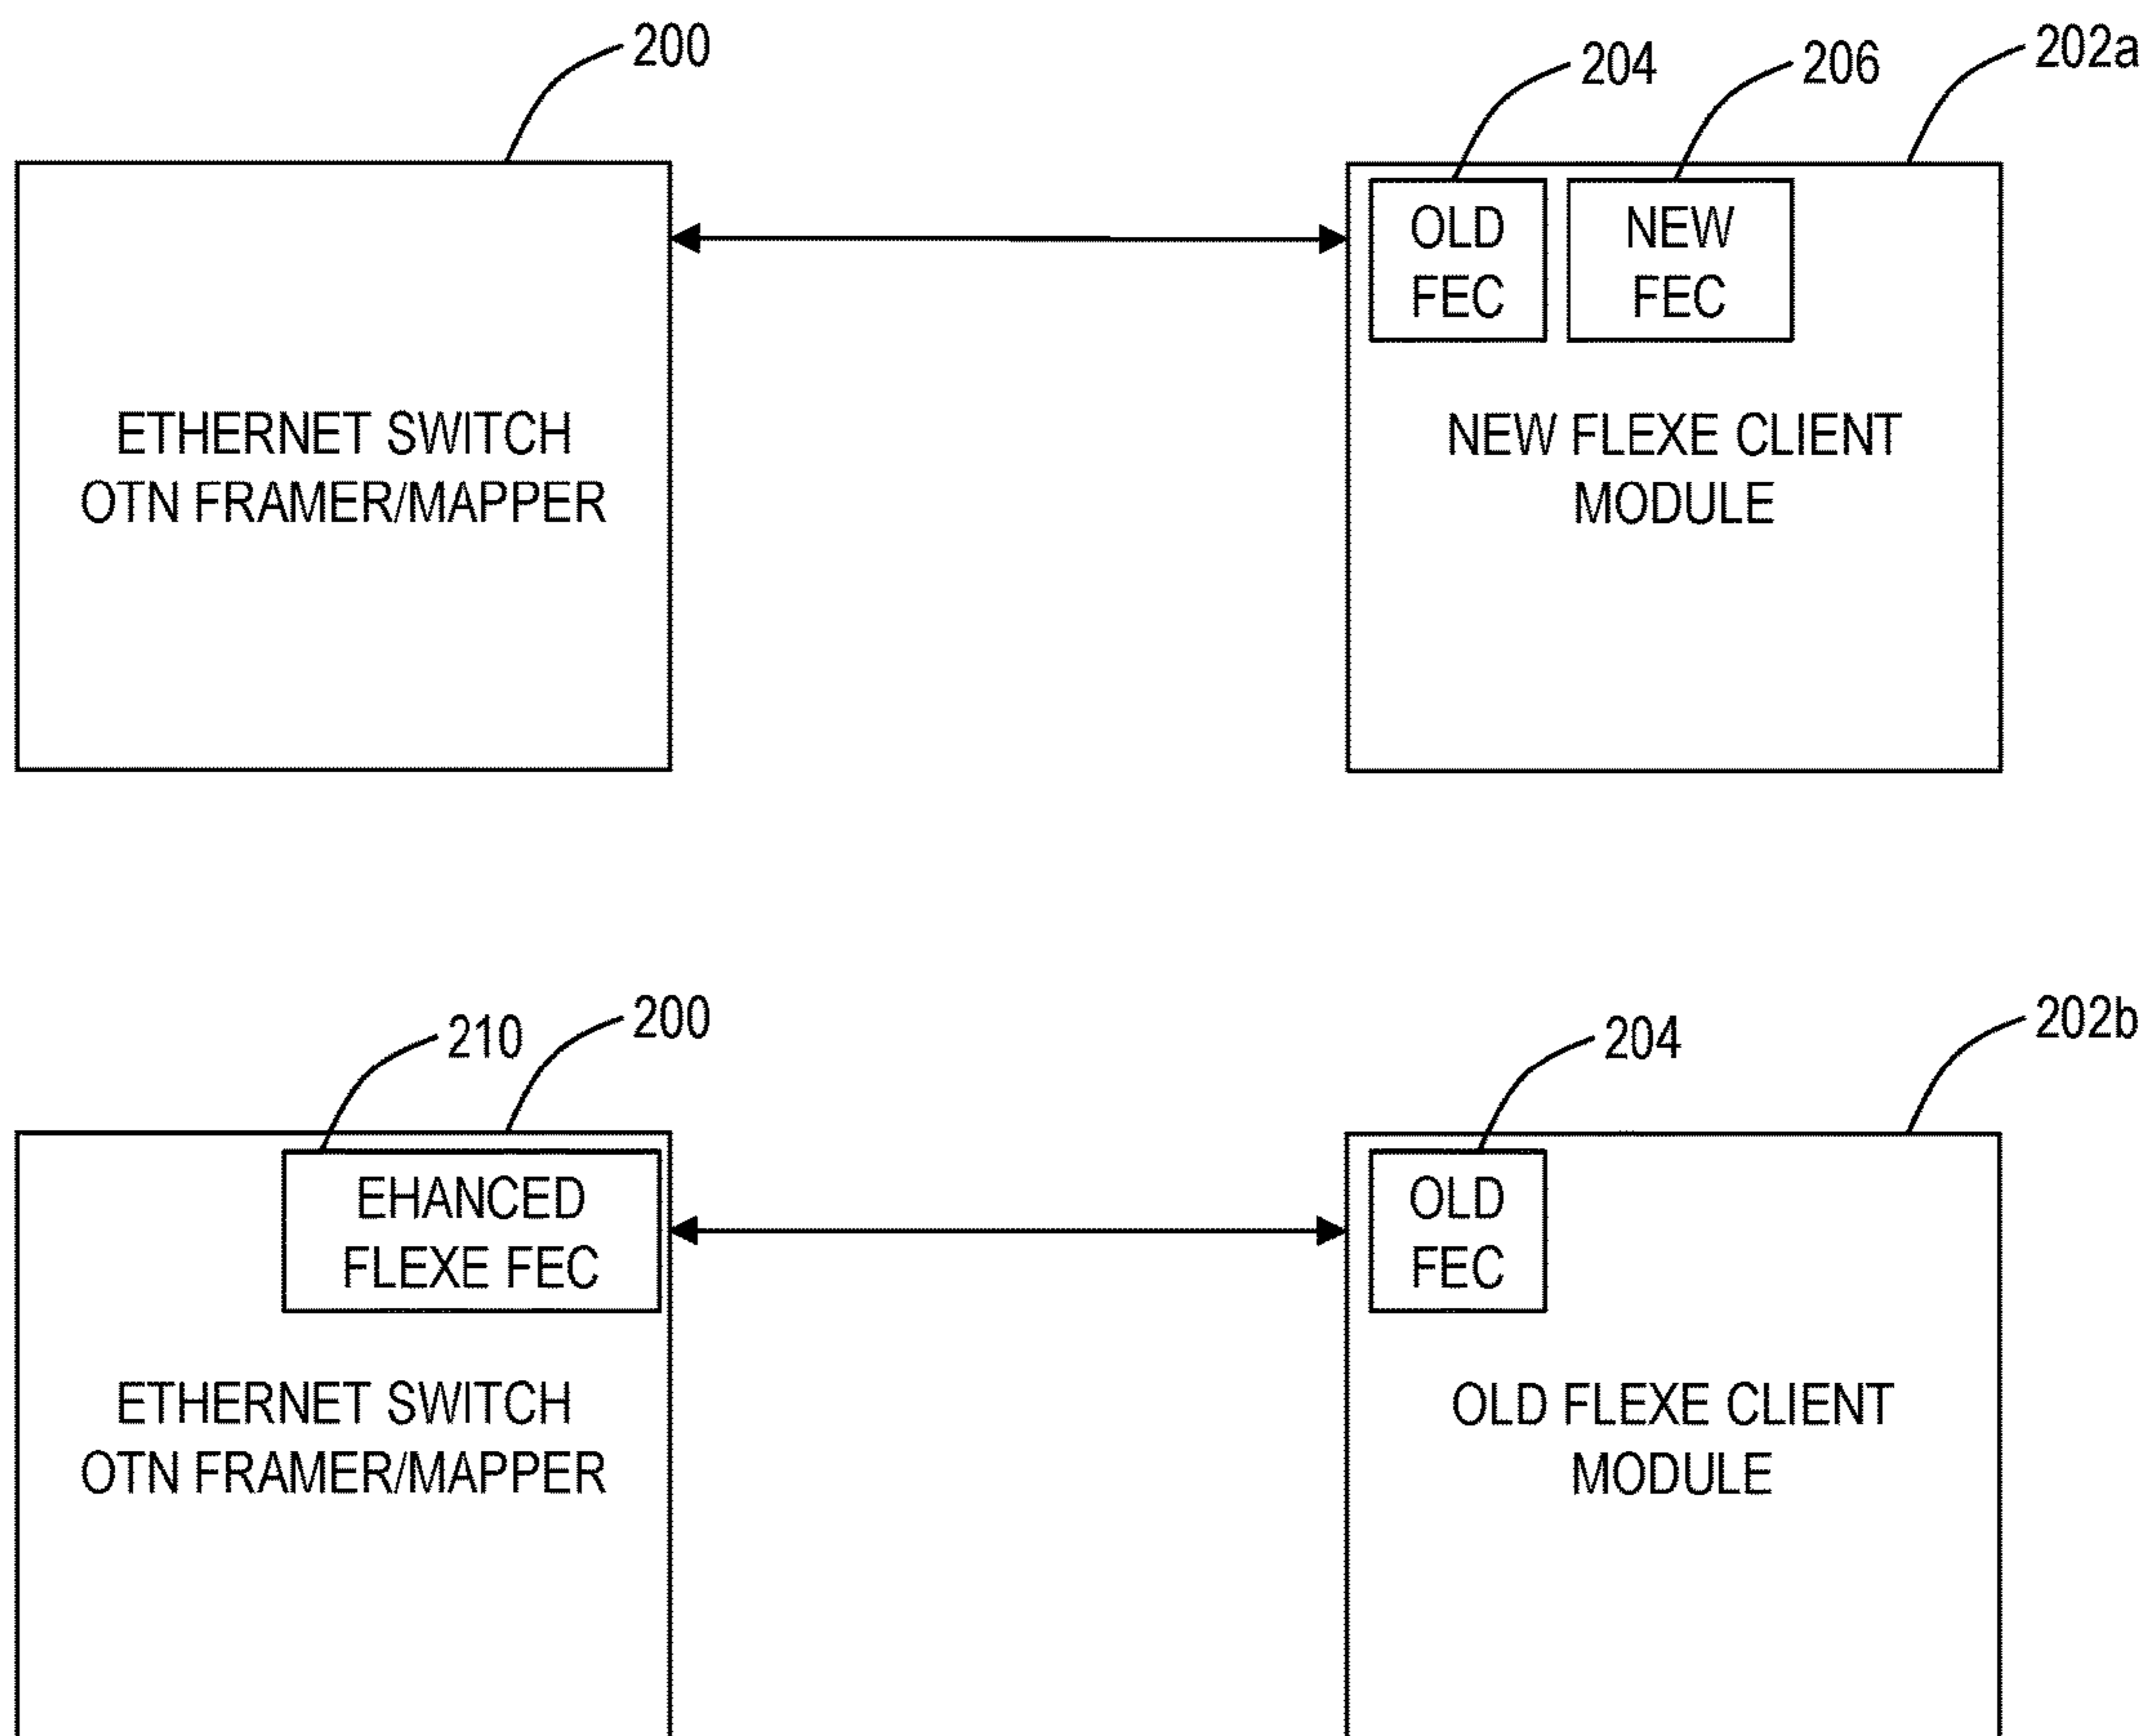 200
204
206
202a
OLD
FEC
NEW
FEC
ETHERNET SWITCH
OTN FRAMER/MAPPER
NEW FLEXE CLIENT
MODULE
210
200
204
202b
EHANCED
FLEXE FEC
OLD
FEC
ETHERNET SWITCH
OTN FRAMER/MAPPER
OLD FLEXE CLIENT
MODULE